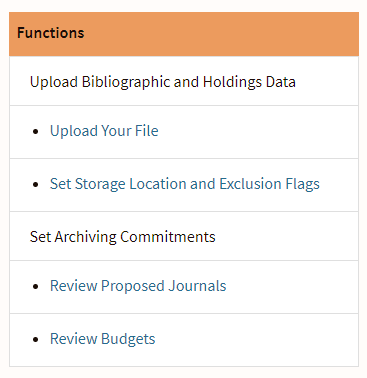 Functions
Upload Bibliographic and Holdings Data
• Upload Your File
• Set Storage Location and Exclusion Flags
Set Archiving Commitments
• Review Proposed Journals
• Review Budgets